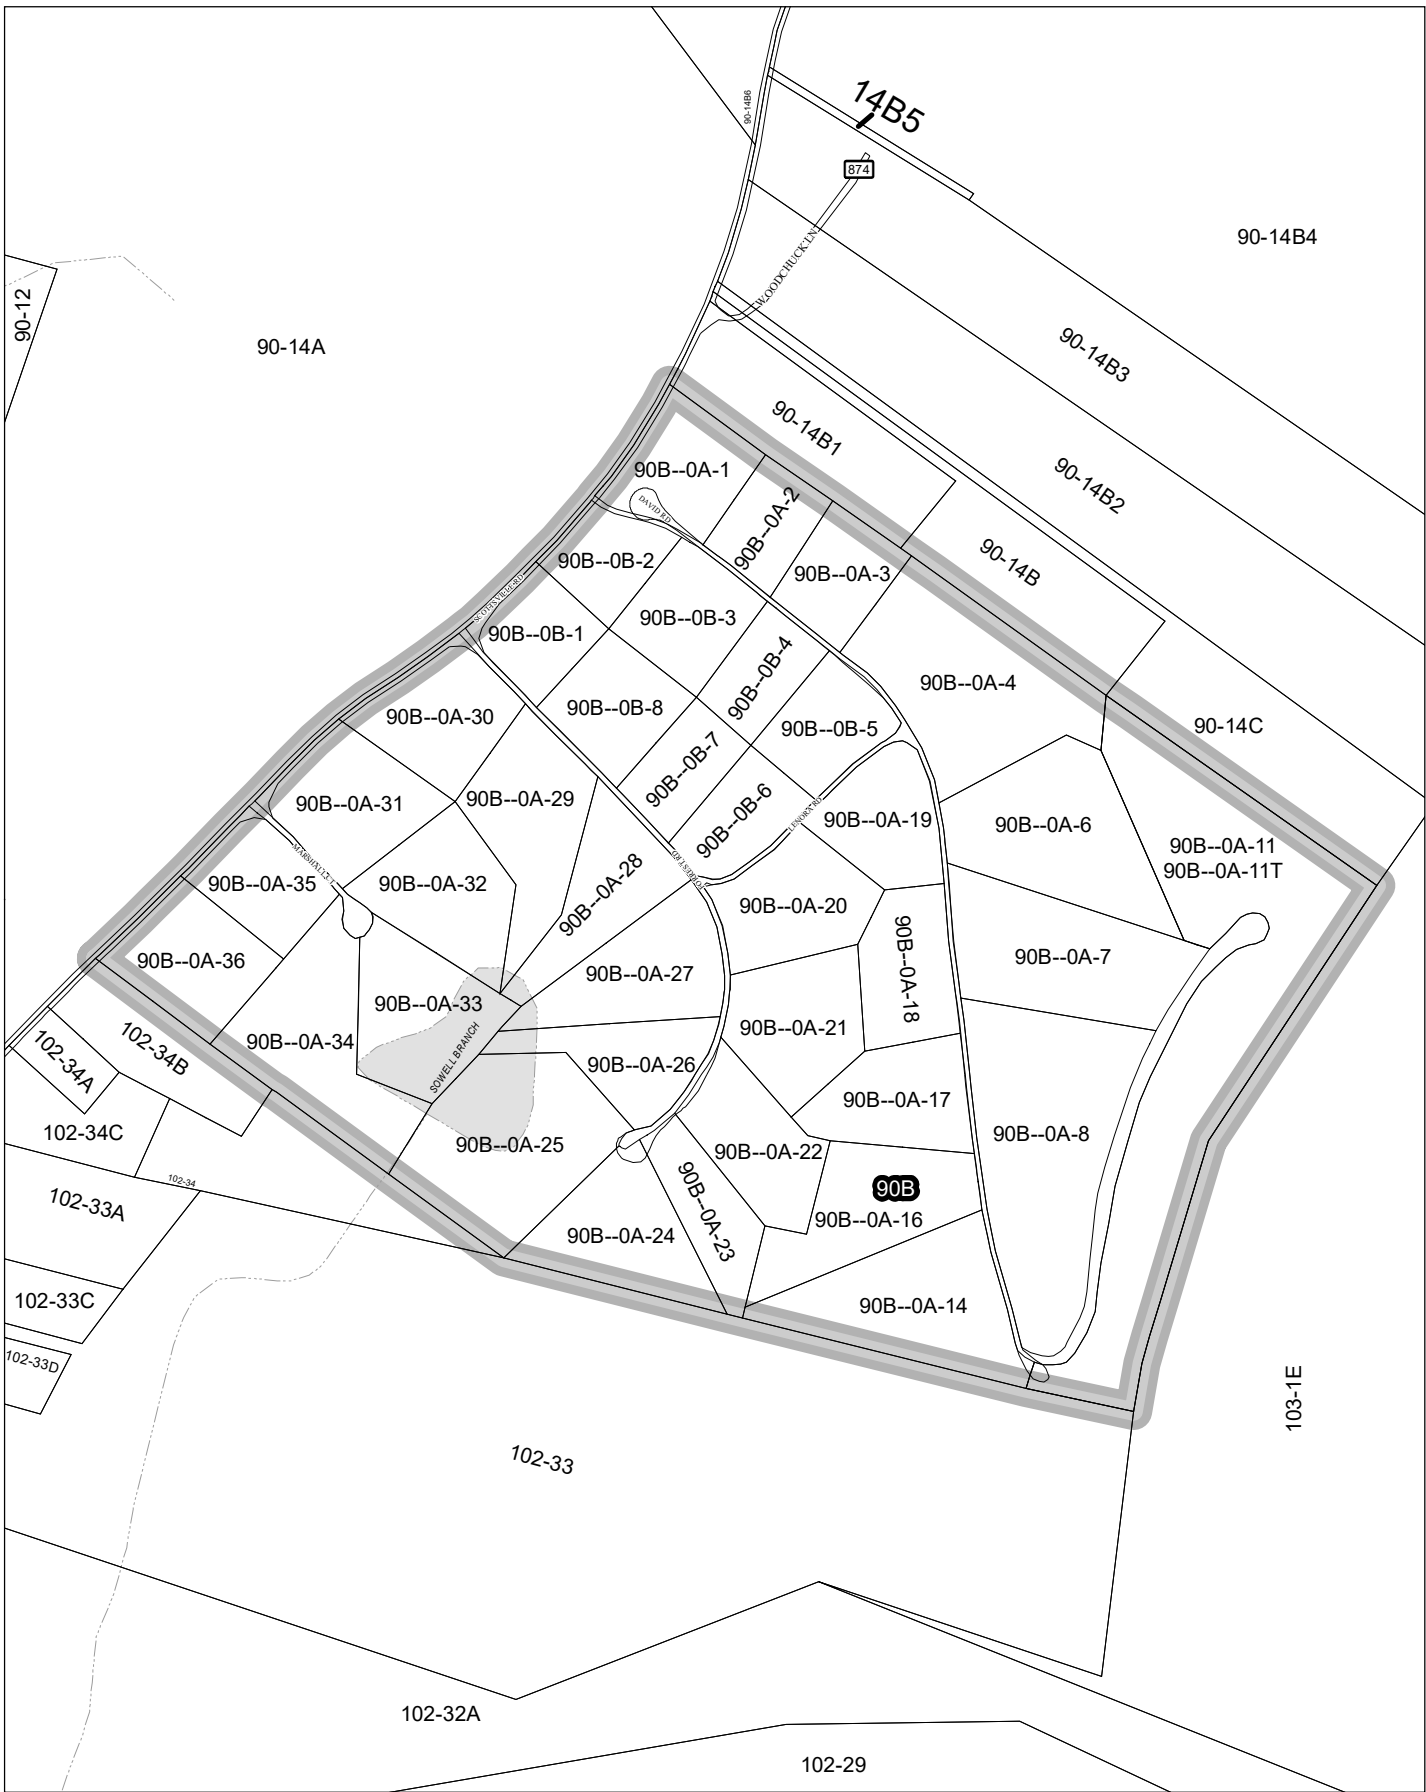 90-14B6
14B5
874
90-14B4
WOODCHUCK LN
90-12
90-14A
90-14B3
90-14B1
90-14B2
90B--0A-1
90B--0A-2
DAVID RD
90-14B
90B--0B-2
90B--0A-3
SCOTTSVILLE RD
90B--0B-3
90B--0B-1
90B--0B-4
90B--0A-4
90B--0A-30
90B--0B-8
90B--0B-5
90-14C
90B--0B-7
90B--0A-31
90B--0A-29
90B--0B-6
LENORA RD
90B--0A-19
90B--0A-6
90B--0A-11
90B--0A-11T
MARSHALL CT
90B--0A-35
90B--0A-32
90B--0A-28
FORREST RD
90B--0A-20
90B--0A-36
90B--0A-27
90B--0A-18
90B--0A-7
90B--0A-33
90B--0A-34
90B--0A-21
102-34B
102-34A
SOWELL BRANCH
90B--0A-26
90B--0A-17
102-34C
90B--0A-25
90B--0A-22
90B--0A-8
102-34
90B--0A-23
90B
90B--0A-16
102-33A
90B--0A-24
102-33C
90B--0A-14
102-33D
103-1E
102-33
102-32A
102-29